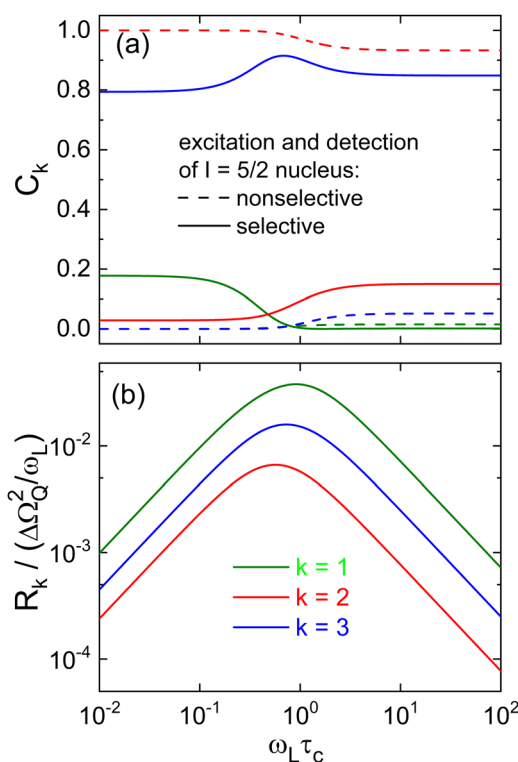 (a)
1.0
0.8
0.6
0.4
0.2
0.0
C_k
excitation and detection
of I = 5/2 nucleus:
nonselective
selective
(b)
10^-2
10^-3
10^-4
R_k / (ΔΩ_Q^2/ω_L)
k = 1
k = 2
k = 3
10^-2 10^-1 10^0 10^1 10^2
ω_L τ_c